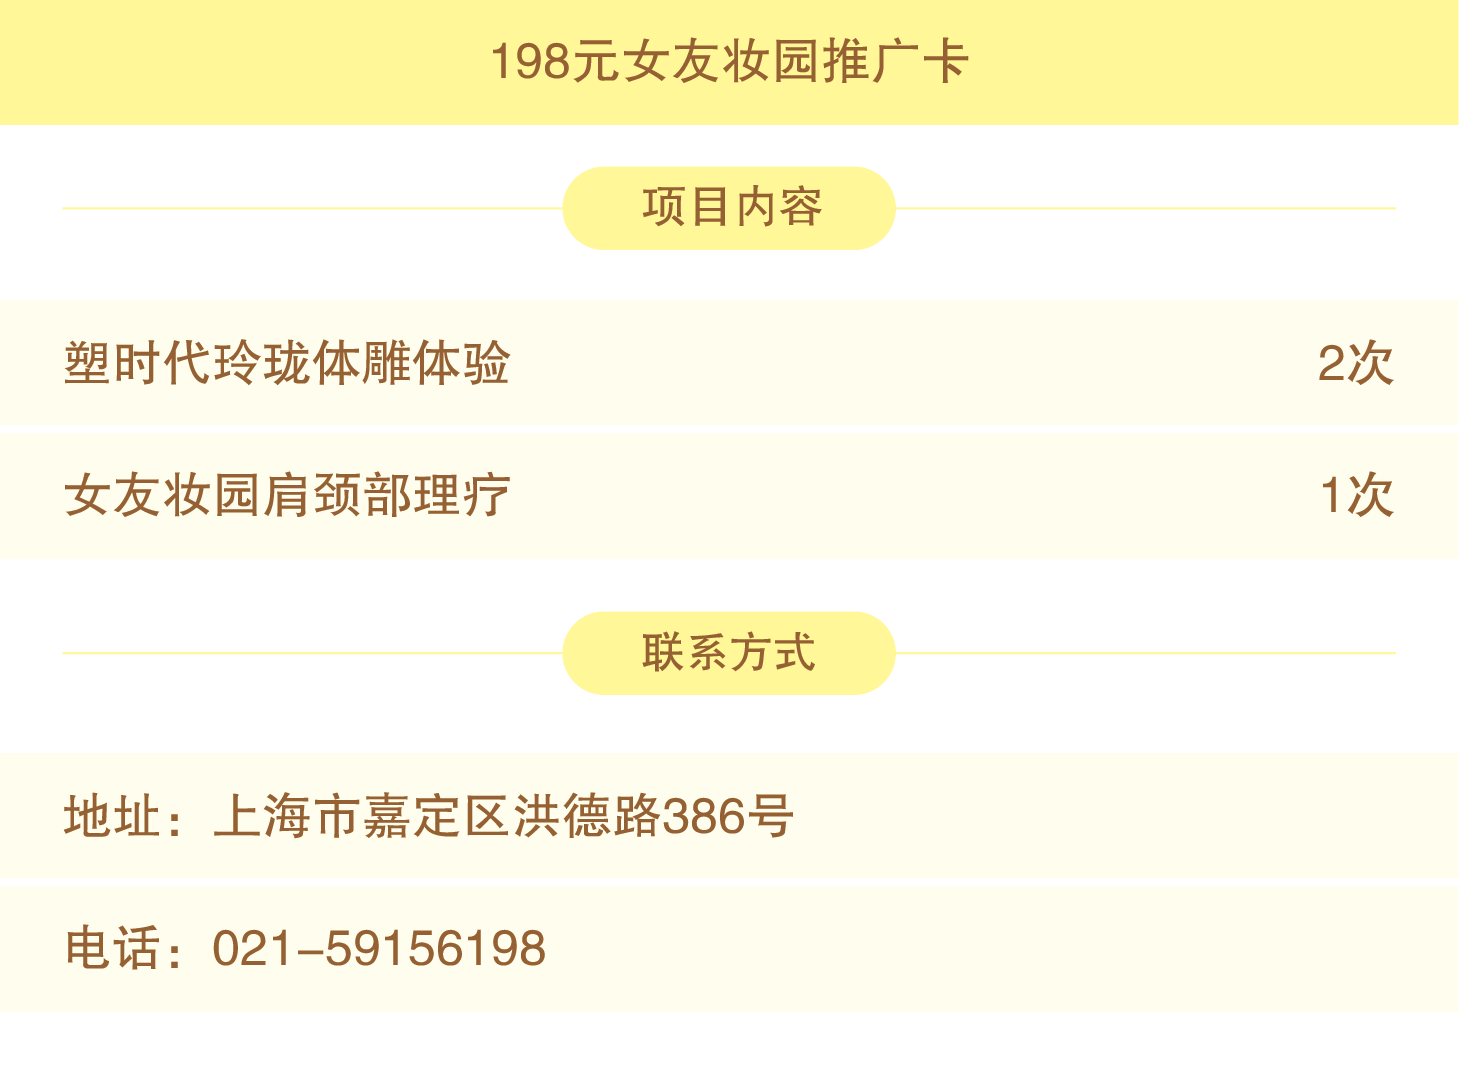 198元女友妆园推广卡
项目内容
塑时代玲珑体雕体验 2次
女友妆园肩颈部理疗 1次
联系方式
地址：上海市嘉定区洪德路386号
电话：021-59156198